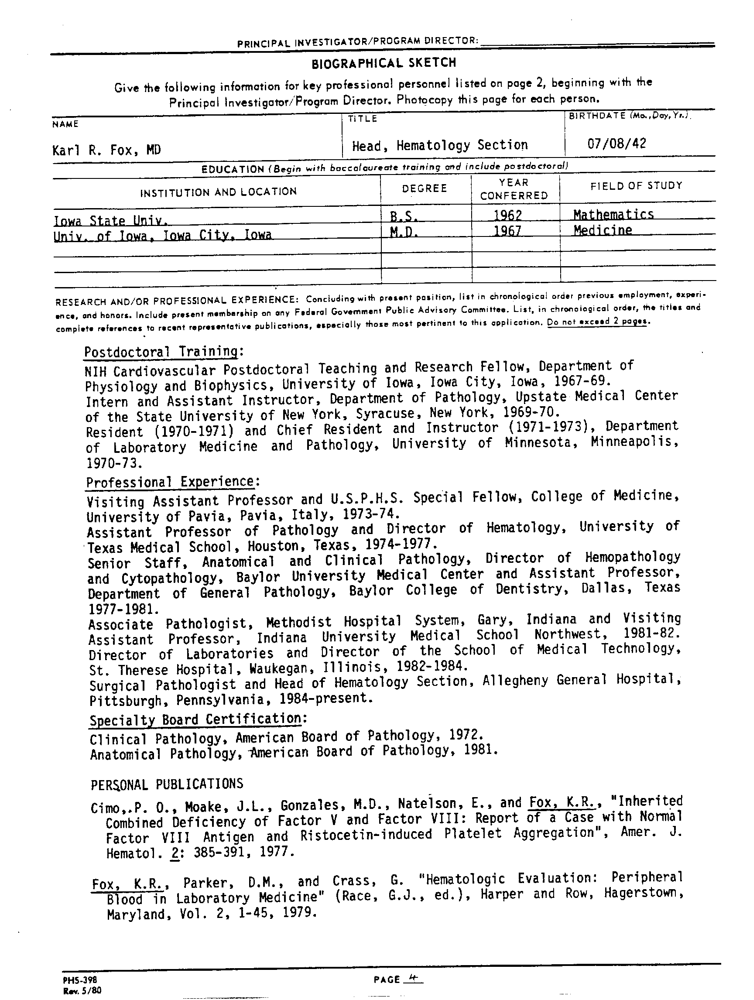 PRINCIPAL INVESTIGATOR/PROGRAM DIRECTOR:
BIOGRAPHICAL SKETCH
Give the following information for key professional personnel listed on page 2, beginning with the
Principal Investigator/Program Director. Photocopy this page for each person.
NAME TITLE BIRTHDATE (Mo.,Day,Yr.)
Karl R. Fox, MD Head, Hematology Section 07/08/42
EDUCATION (Begin with baccalaureate training and include postdoctoral)
INSTITUTION AND LOCATION DEGREE YEAR CONFERRED FIELD OF STUDY
Iowa State Univ. B.S. 1962 Mathematics
Univ. of Iowa, Iowa City, Iowa M.D. 1967 Medicine
RESEARCH AND/OR PROFESSIONAL EXPERIENCE: Concluding with present position, list in chronological order previous employment, experi-
ence, and honors. Include present membership on any Federal Government Public Advisory Committee. List, in chronological order, the titles and
complete references to recent representative publications, especially those most pertinent to this application. Do not exceed 2 pages.
Postdoctoral Training:
NIH Cardiovascular Postdoctoral Teaching and Research Fellow, Department of
Physiology and Biophysics, University of Iowa, Iowa City, Iowa, 1967-69.
Intern and Assistant Instructor, Department of Pathology, Upstate Medical Center
of the State University of New York, Syracuse, New York, 1969-70.
Resident (1970-1971) and Chief Resident and Instructor (1971-1973), Department
of Laboratory Medicine and Pathology, University of Minnesota, Minneapolis,
1970-73.
Professional Experience:
Visiting Assistant Professor and U.S.P.H.S. Special Fellow, College of Medicine,
University of Pavia, Pavia, Italy, 1973-74.
Assistant Professor of Pathology and Director of Hematology, University of
Texas Medical School, Houston, Texas, 1974-1977.
Senior Staff, Anatomical and Clinical Pathology, Director of Hemopathology
and Cytopathology, Baylor University Medical Center and Assistant Professor,
Department of General Pathology, Baylor College of Dentistry, Dallas, Texas
1977-1981.
Associate Pathologist, Methodist Hospital System, Gary, Indiana and Visiting
Assistant Professor, Indiana University Medical School Northwest, 1981-82.
Director of Laboratories and Director of the School of Medical Technology,
St. Therese Hospital, Waukegan, Illinois, 1982-1984.
Surgical Pathologist and Head of Hematology Section, Allegheny General Hospital,
Pittsburgh, Pennsylvania, 1984-present.
Specialty Board Certification:
Clinical Pathology, American Board of Pathology, 1972.
Anatomical Pathology, American Board of Pathology, 1981.
PERSONAL PUBLICATIONS
Cimo, P. O., Moake, J.L., Gonzales, M.D., Natelson, E., and Fox, K.R., "Inherited
Combined Deficiency of Factor V and Factor VIII: Report of a Case with Normal
Factor VIII Antigen and Ristocetin-induced Platelet Aggregation", Amer. J.
Hematol. 2: 385-391, 1977.
Fox, K.R., Parker, D.M., and Crass, G. "Hematologic Evaluation: Peripheral
Blood in Laboratory Medicine" (Race, G.J., ed.), Harper and Row, Hagerstown,
Maryland, Vol. 2, 1-45, 1979.
PHS-398 PAGE 4
Rev. 5/80